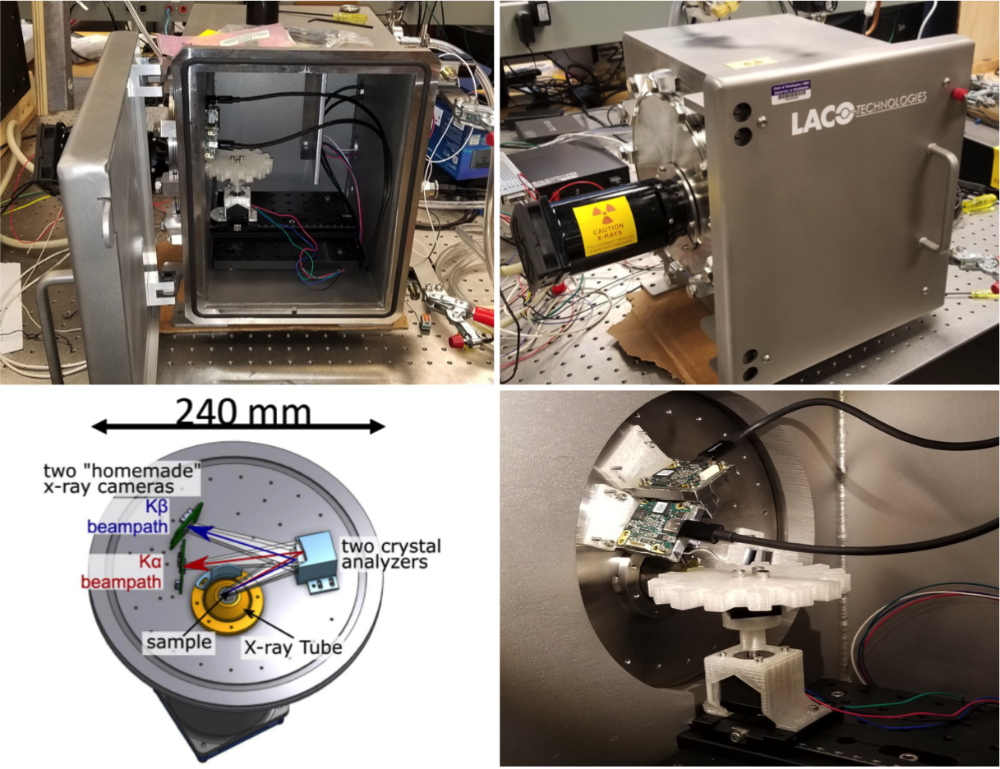 LACO TECHNOLOGIES
CAUTION
X-RAYS
240 mm
two "homemade"
x-ray cameras
Kβ
beampath
Kα
beampath
two crystal
analyzers
sample
X-ray Tube